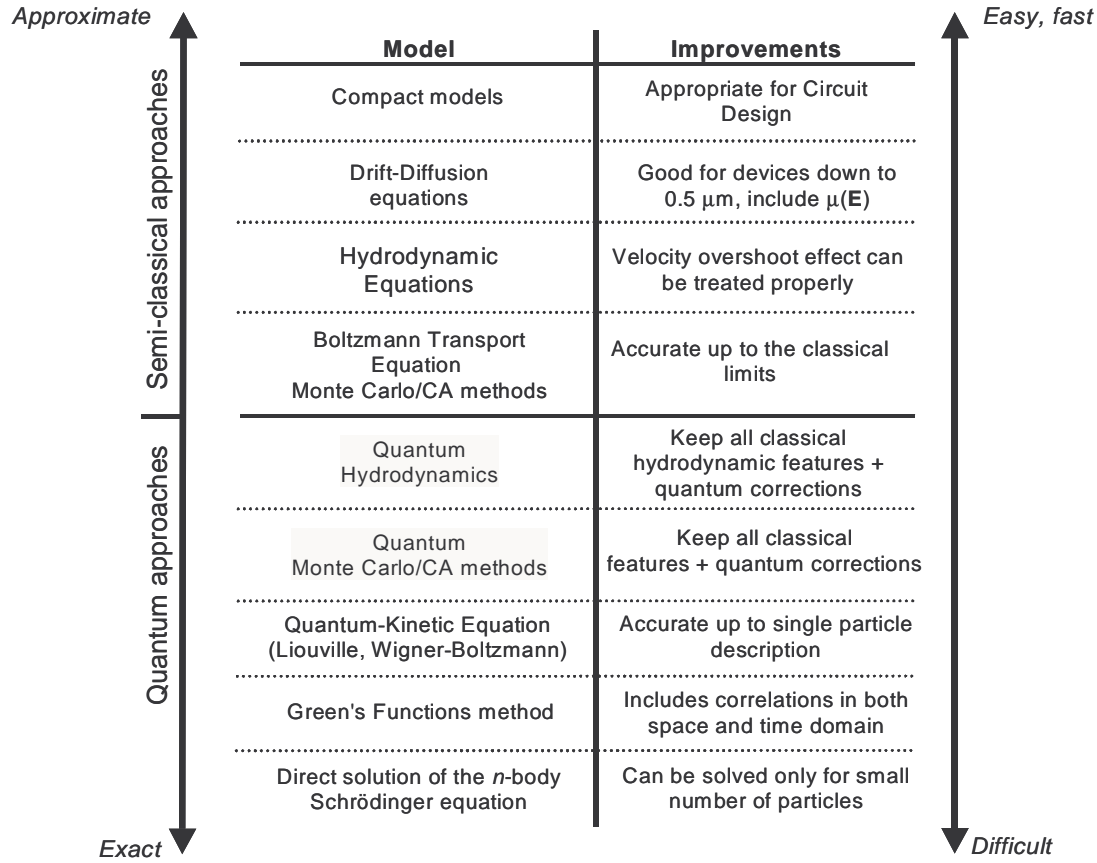 Approximate
Easy, fast
Model
Improvements
Compact models
Appropriate for Circuit
Design
Drift-Diffusion
equations
Good for devices down to
0.5 μm, include μ(E)
Hydrodynamic
Equations
Velocity overshoot effect can
be treated properly
Boltzmann Transport
Equation
Monte Carlo/CA methods
Accurate up to the classical
limits
Semi-classical approaches
Quantum
Hydrodynamics
Keep all classical
hydrodynamic features +
quantum corrections
Quantum
Monte Carlo/CA methods
Keep all classical
features + quantum corrections
Quantum-Kinetic Equation
(Liouville, Wigner-Boltzmann)
Accurate up to single particle
description
Green's Functions method
Includes correlations in both
space and time domain
Direct solution of the n-body
Schrödinger equation
Can be solved only for small
number of particles
Quantum approaches
Exact
Difficult